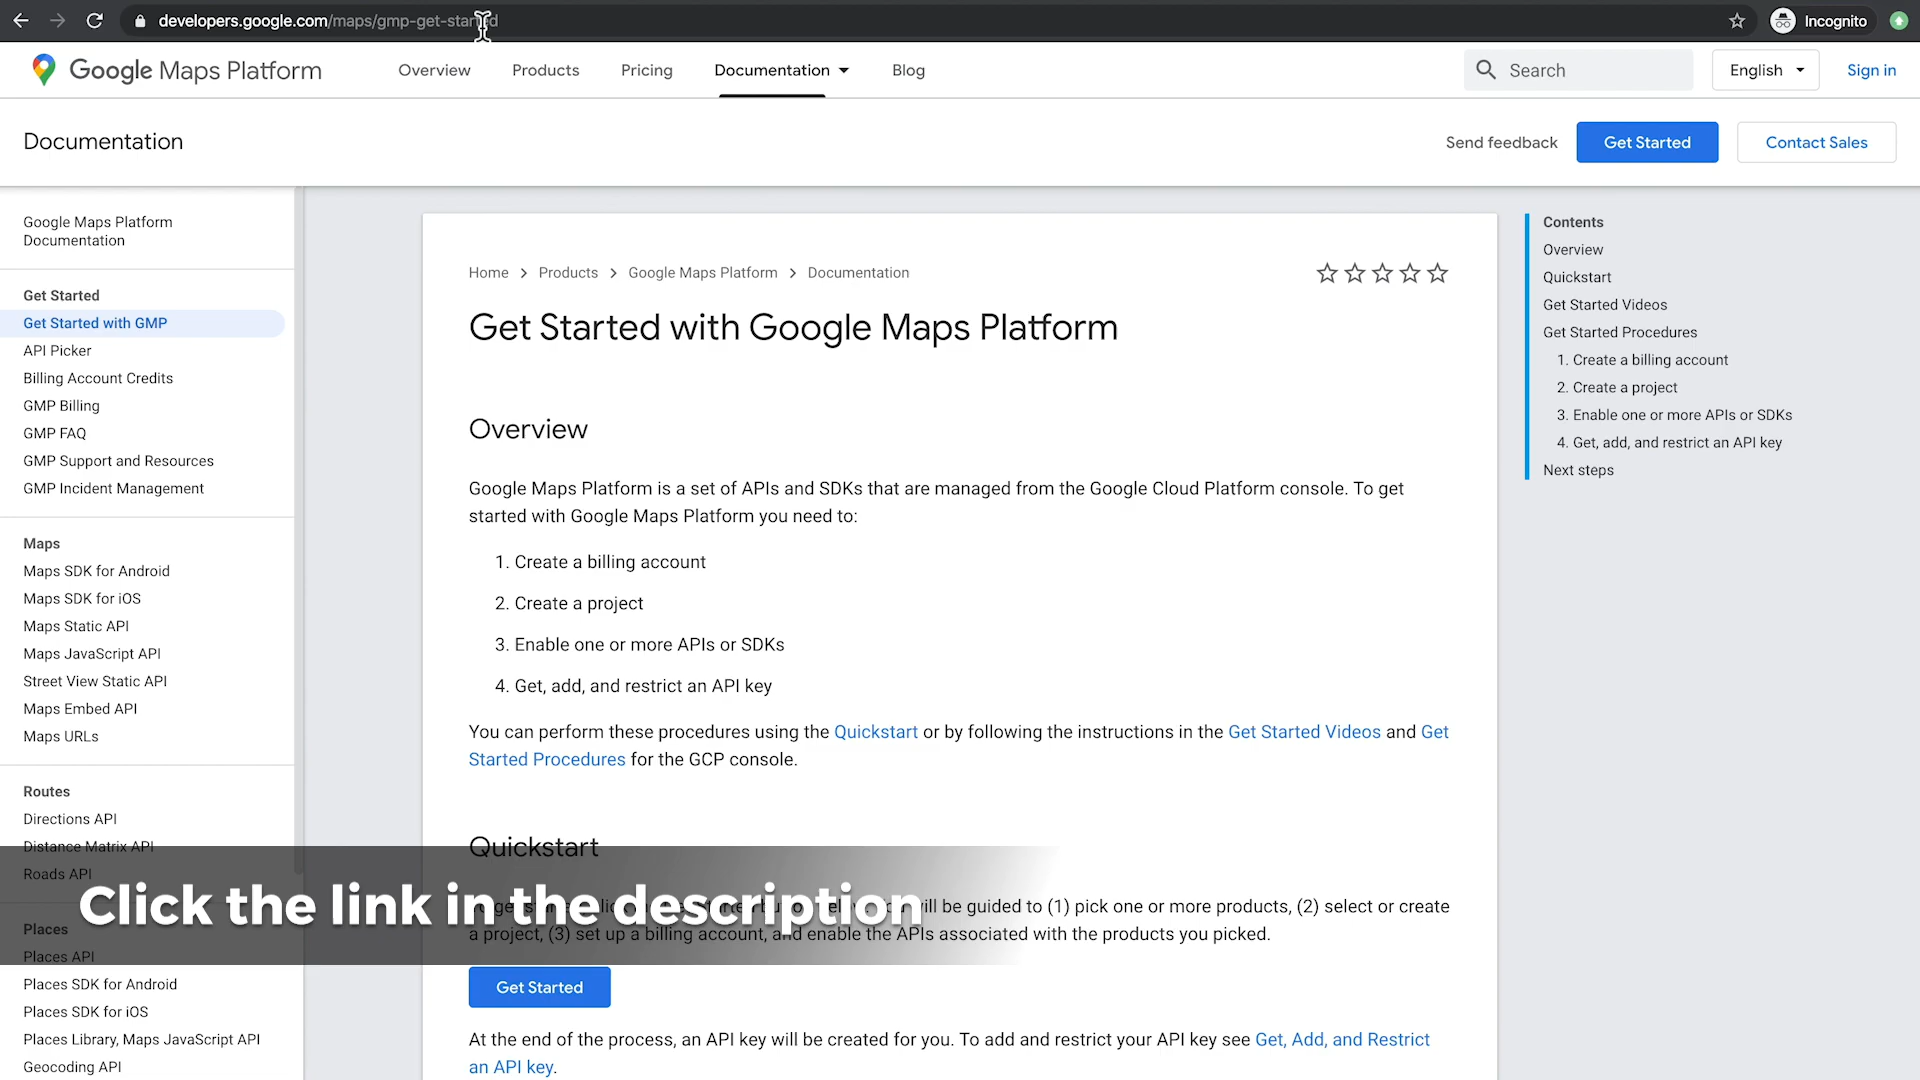 developers.google.com/maps/gmp-get-started
Incognito
Google Maps Platform
Overview
Products
Pricing
Documentation
Blog
Search
English
Sign in
Documentation
Send feedback
Get Started
Contact Sales
Google Maps Platform
Documentation
Get Started
Get Started with GMP
API Picker
Billing Account Credits
GMP Billing
GMP FAQ
GMP Support and Resources
GMP Incident Management
Maps
Maps SDK for Android
Maps SDK for iOS
Maps Static API
Maps JavaScript API
Street View Static API
Maps Embed API
Maps URLs
Routes
Directions API
Distance Matrix API
Roads API
Places
Places API
Places SDK for Android
Places SDK for iOS
Places Library, Maps JavaScript API
Geocoding API
Home > Products > Google Maps Platform > Documentation
Get Started with Google Maps Platform
Overview
Google Maps Platform is a set of APIs and SDKs that are managed from the Google Cloud Platform console. To get
started with Google Maps Platform you need to:
1. Create a billing account
2. Create a project
3. Enable one or more APIs or SDKs
4. Get, add, and restrict an API key
You can perform these procedures using the Quickstart or by following the instructions in the Get Started Videos and Get
Started Procedures for the GCP console.
Quickstart
will be guided to (1) pick one or more products, (2) select or create
a project, (3) set up a billing account, and enable the APIs associated with the products you picked.
Get Started
At the end of the process, an API key will be created for you. To add and restrict your API key see Get, Add, and Restrict
an API key.
Contents
Overview
Quickstart
Get Started Videos
Get Started Procedures
1. Create a billing account
2. Create a project
3. Enable one or more APIs or SDKs
4. Get, add, and restrict an API key
Next steps
Click the link in the description